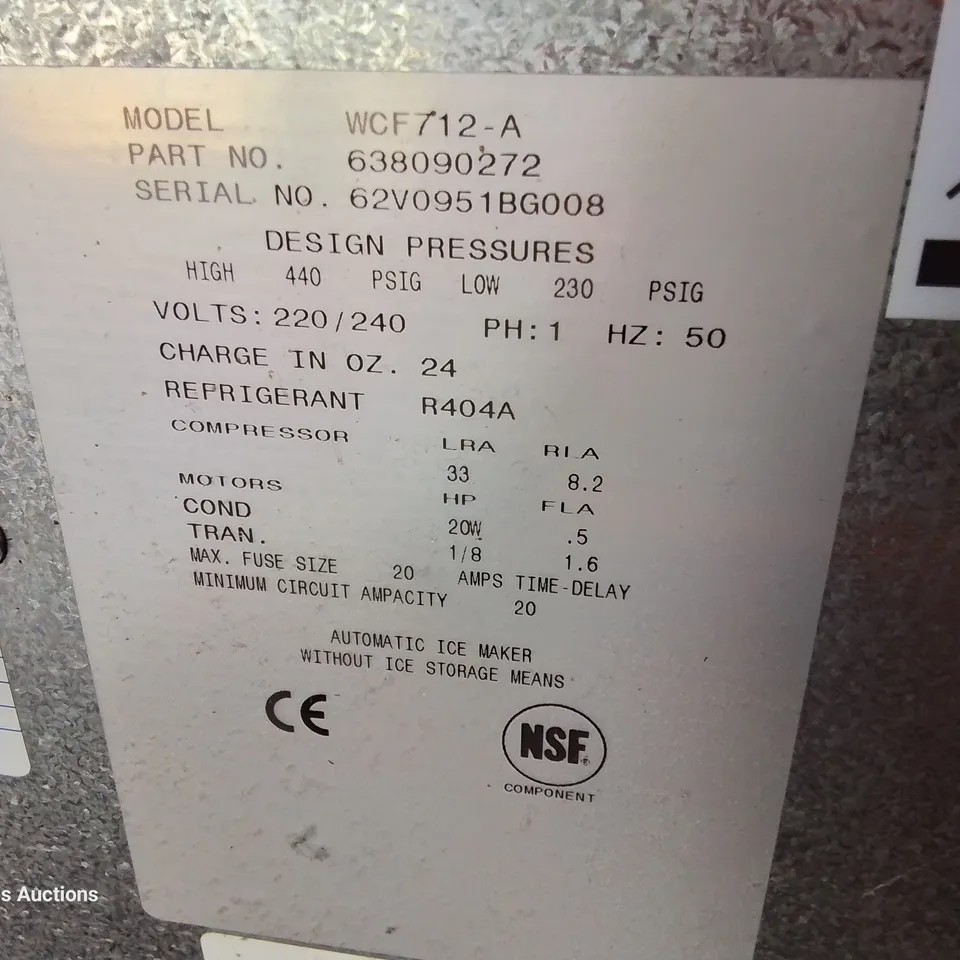 MODEL WCF712-A
PART NO. 638090272
SERIAL NO. 62V0951BG008
DESIGN PRESSURES
HIGH 440 PSIG LOW 230 PSIG
VOLTS: 220/240 PH: 1 HZ: 50
CHARGE IN OZ. 24
REFRIGERANT R404A
COMPRESSOR LRA RLA
33 8.2
MOTORS HP FLA
COND 20W .5
TRAN. 1/8 1.6
MAX. FUSE SIZE 20 AMPS TIME-DELAY
MINIMUM CIRCUIT AMPACITY 20
AUTOMATIC ICE MAKER
WITHOUT ICE STORAGE MEANS
CE
NSF®
COMPONENT
s Auctions